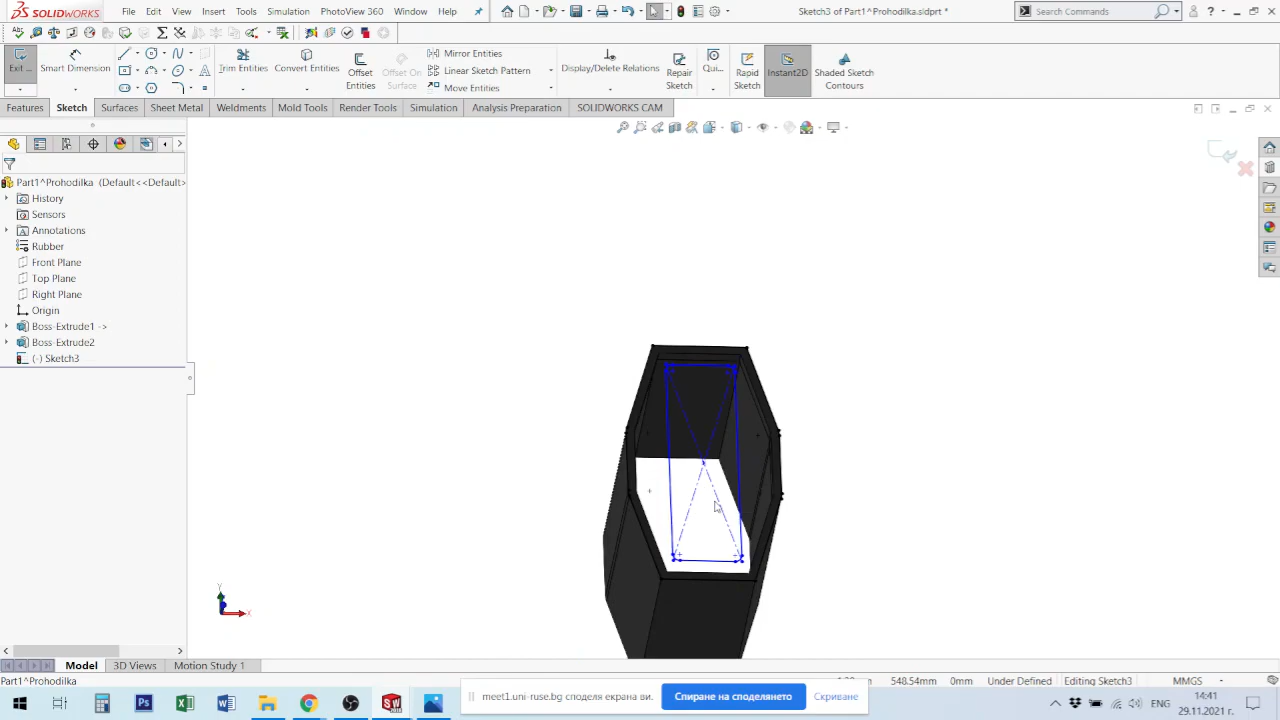 SOLIDWORKS File Edit View Insert Tools Simulation PhotoView 360 Window Help Sketch3 of Part1^Prohodilka.sldprt * Search Commands
Exit ... Smart Dimension Trim Entities Convert Entities Offset Entities Offset On Surface Mirror Entities Linear Sketch Pattern Move Entities Display/Delete Relations Repair Sketch Qui... Rapid Sketch Instant2D Shaded Sketch Contours
Features Sketch Surfaces Sheet Metal Weldments Mold Tools Render Tools Simulation Analysis Preparation SOLIDWORKS CAM
Part1^Prohodilka (Default<<Default>
History
Sensors
Annotations
Rubber
Front Plane
Top Plane
Right Plane
Origin
Boss-Extrude1 ->
Boss-Extrude2
(-) Sketch3
Y
X
Model 3D Views Motion Study 1
Part1^Prohodilka 548.54mm 0mm Under Defined Editing Sketch3 MMGS
meet1.uni-ruse.bg споделя екрана ви. Спиране на споделянето Скриване
ENG 14:41
29.11.2021 г.